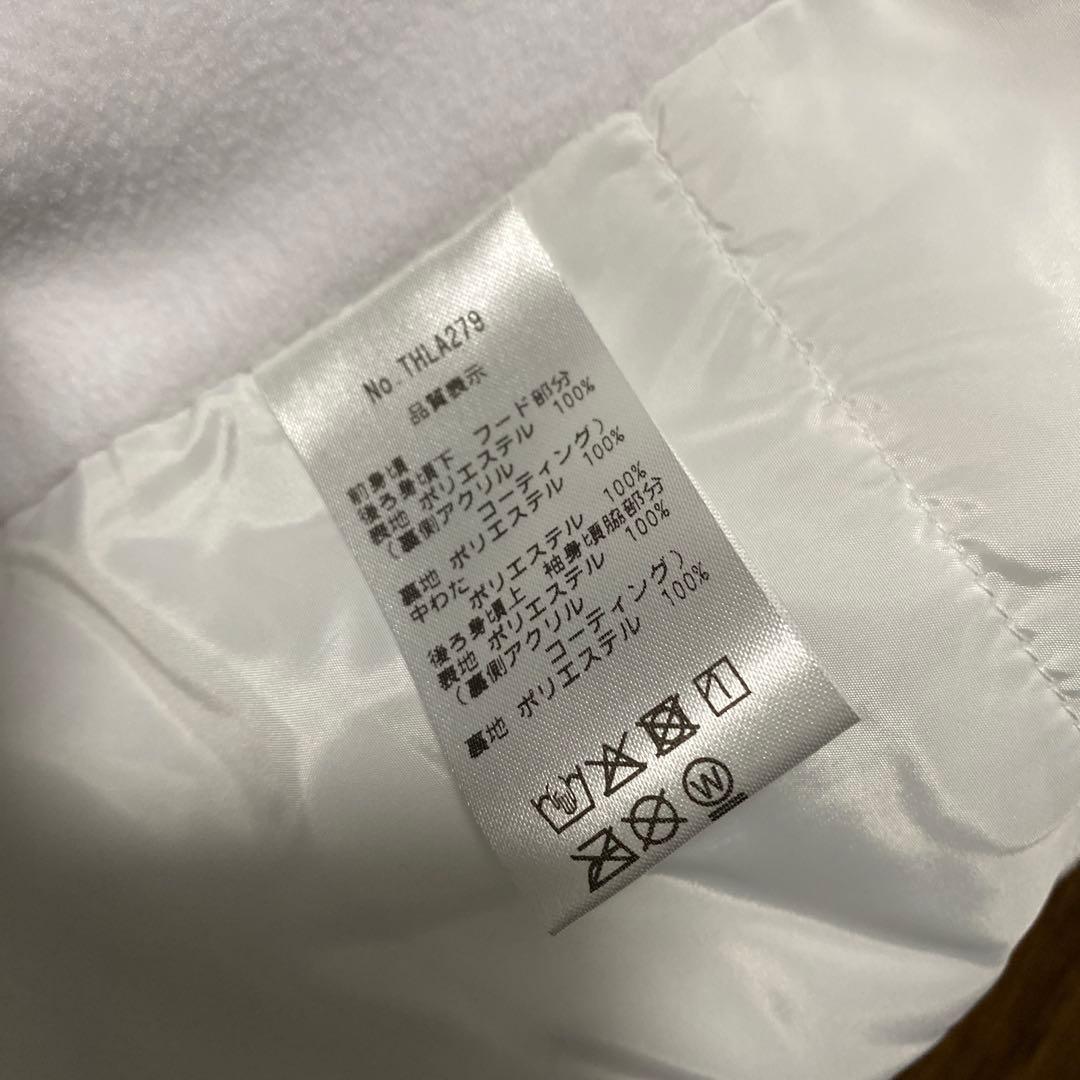 No.THLA279
品質表示
前身頃
後ろ身頃下 フード部分
表地 ポリエステル 100%
(裏側アクリル
コーティング)
裏地 ポリエステル 100%
中わた ポリエステル 100%
後ろ身頃上 袖身頃脇部分
表地 ポリエステル 100%
(裏側アクリル
コーティング)
裏地 ポリエステル 100%
W